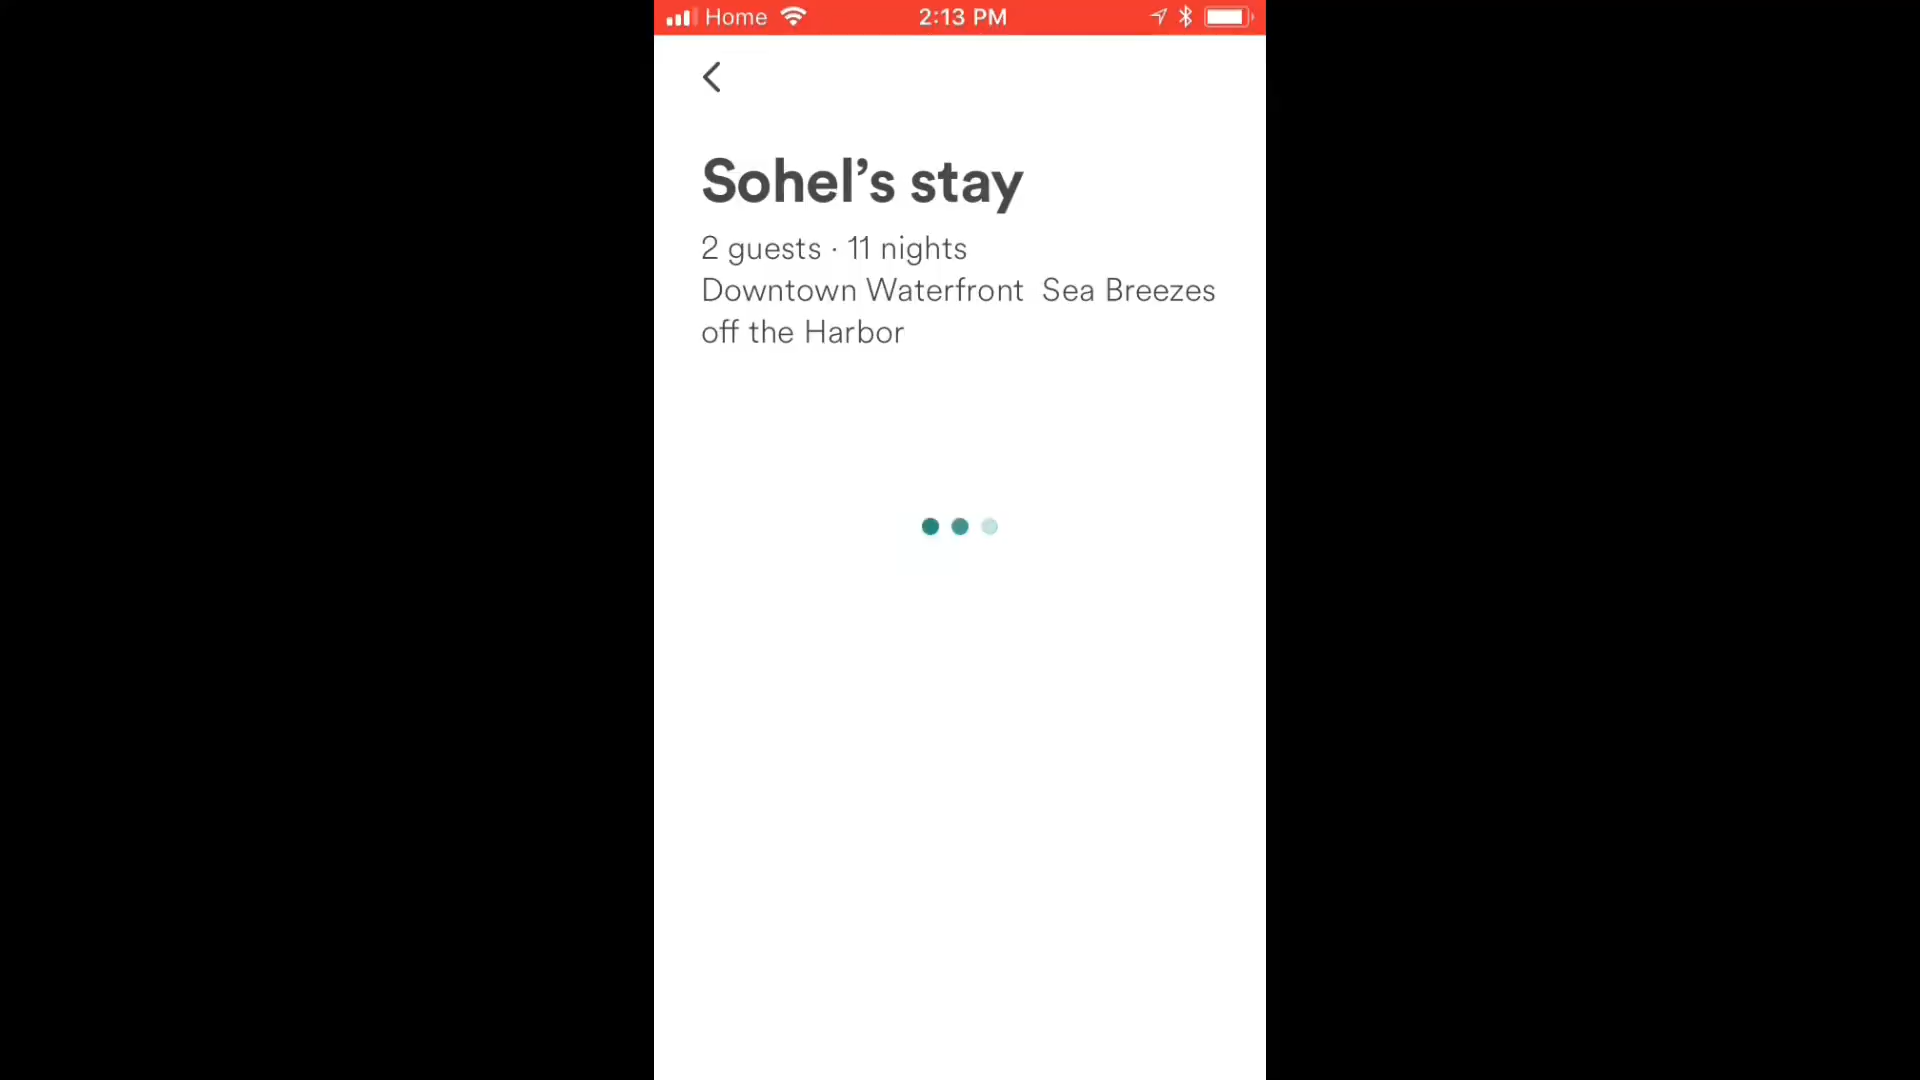 Home 2:13 PM
Sohel’s stay
2 guests · 11 nights
Downtown Waterfront  Sea Breezes
off the Harbor